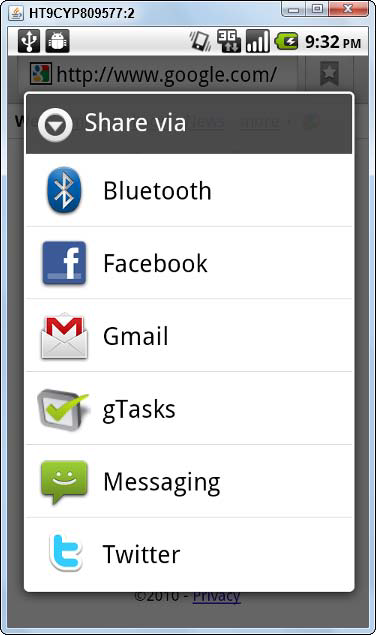 HT9CYP809577:2
3G
9:32 PM
http://www.google.com/
Share via
Bluetooth
Facebook
Gmail
gTasks
Messaging
Twitter
©2010 - Privacy